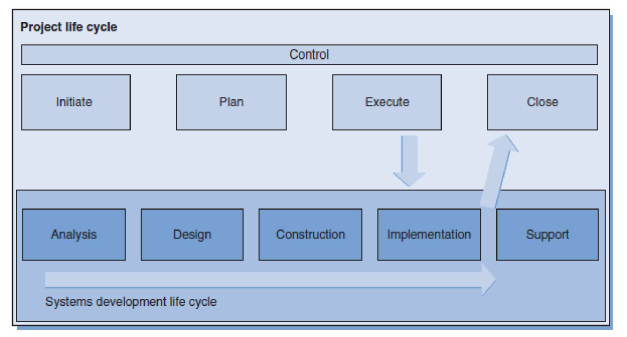 Project life cycle
Control
Initiate
Plan
Execute
Close
Analysis
Design
Construction
Implementation
Support
Systems development life cycle